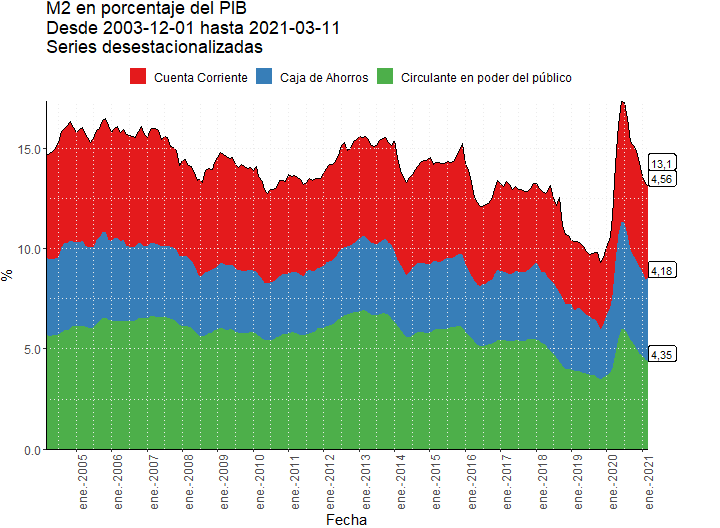 M2 en porcentaje del PIB
Desde 2003-12-01 hasta 2021-03-11
Series desestacionalizadas
Cuenta Corriente Caja de Ahorros Circulante en poder del público
%
15.0
10.0
5.0
0.0
13,1
4,56
4,18
4,35
ene.-2005
ene.-2006
ene.-2007
ene.-2008
ene.-2009
ene.-2010
ene.-2011
ene.-2012
ene.-2013
ene.-2014
ene.-2015
ene.-2016
ene.-2017
ene.-2018
ene.-2019
ene.-2020
ene.-2021
Fecha